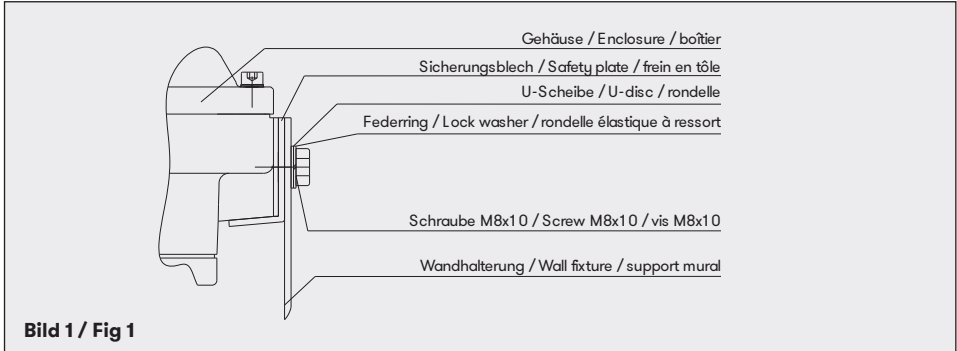 Gehäuse / Enclosure / boîtier
Sicherungsblech / Safety plate / frein en tôle
U-Scheibe / U-disc / rondelle
Federring / Lock washer / rondelle élastique à ressort
Schraube M8x10 / Screw M8x10 / vis M8x10
Wandhalterung / Wall fixture / support mural
Bild 1 / Fig 1